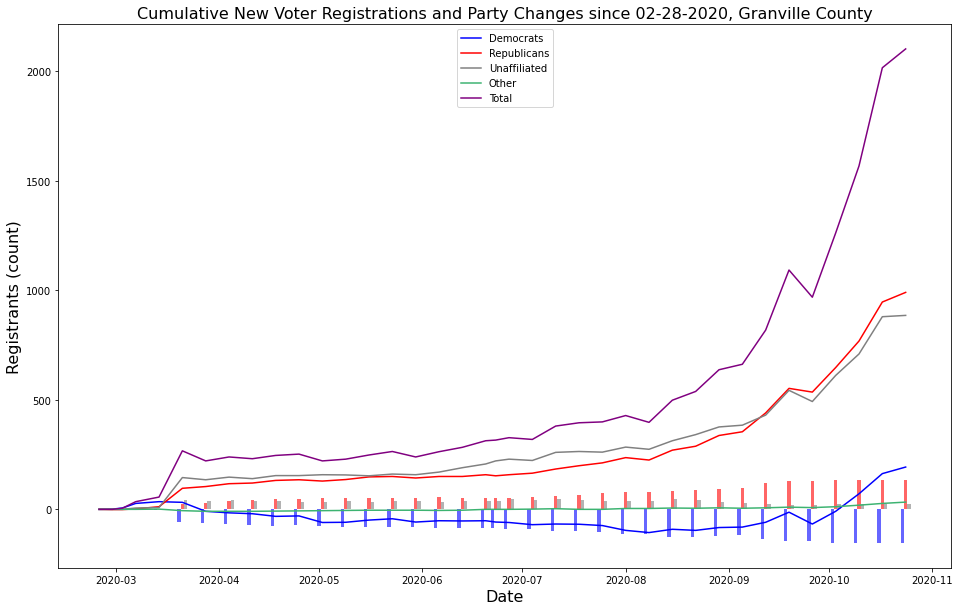 Cumulative New Voter Registrations and Party Changes since 02-28-2020, Granville County
Democrats
Republicans
Unaffiliated
Other
Total
Registrants (count)
2000
1500
1000
500
0
2020-03 2020-04 2020-05 2020-06 2020-07 2020-08 2020-09 2020-10 2020-11
Date